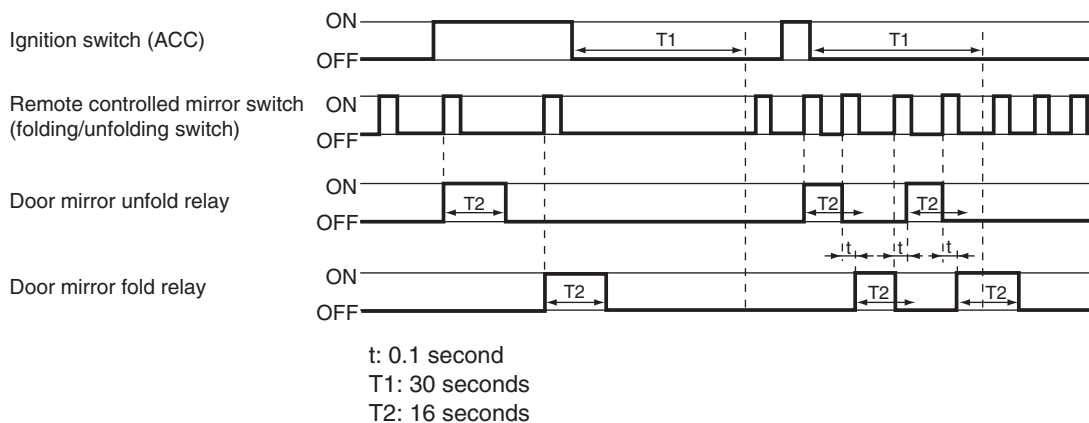 Ignition switch (ACC)
ON
OFF
T1
T1
Remote controlled mirror switch
(folding/unfolding switch)
ON
OFF
Door mirror unfold relay
ON
OFF
T2
T2
T2
t
t
t
Door mirror fold relay
ON
OFF
T2
T2
T2
t: 0.1 second
T1: 30 seconds
T2: 16 seconds